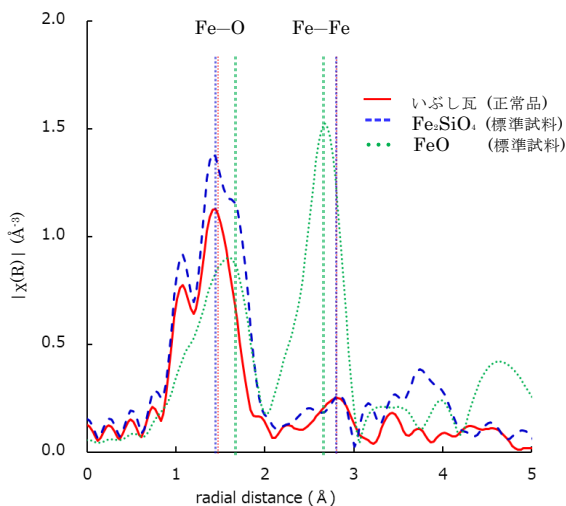 Fe−O Fe−Fe
2.0
1.5
1.0
0.5
0.0
|χ(R)| (Å⁻³)
いぶし瓦 (正常品)
Fe₂SiO₄ (標準試料)
FeO (標準試料)
0 1 2 3 4 5
radial distance (Å)